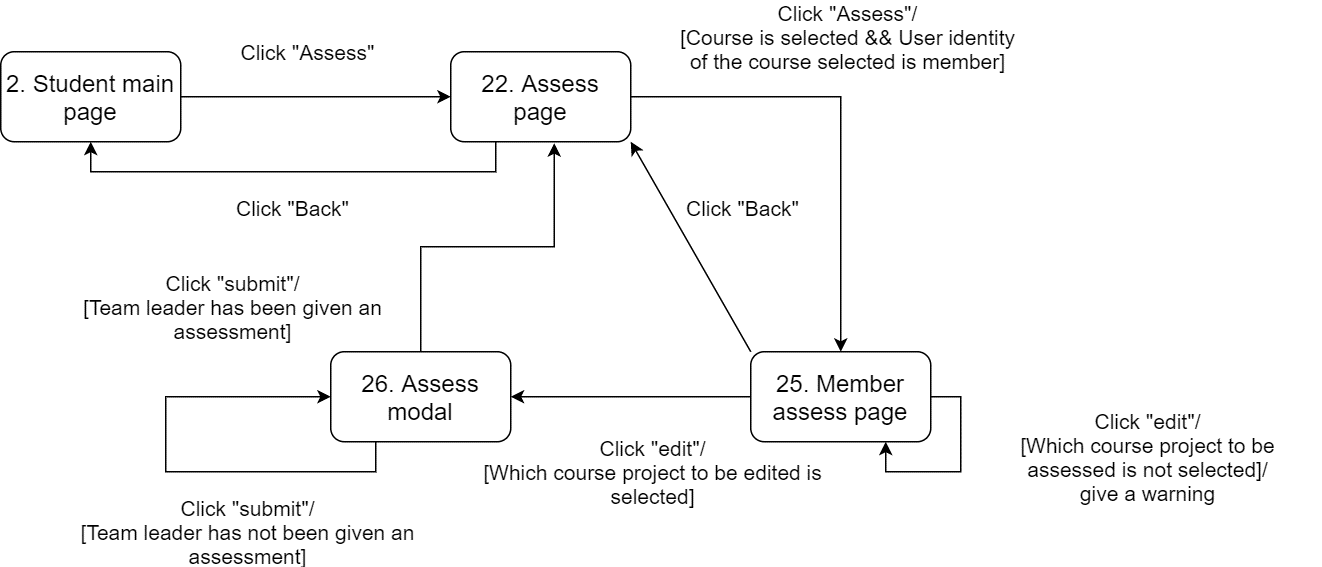 Click "Assess"/
[Course is selected && User identity
of the course selected is member]
Click "Assess"
2. Student main
page
22. Assess
page
Click "Back"
Click "Back"
Click "submit"/
[Team leader has been given an
assessment]
26. Assess
modal
25. Member
assess page
Click "edit"/
[Which course project to be
assessed is not selected]/
give a warning
Click "edit"/
[Which course project to be edited is
selected]
Click "submit"/
[Team leader has not been given an
assessment]